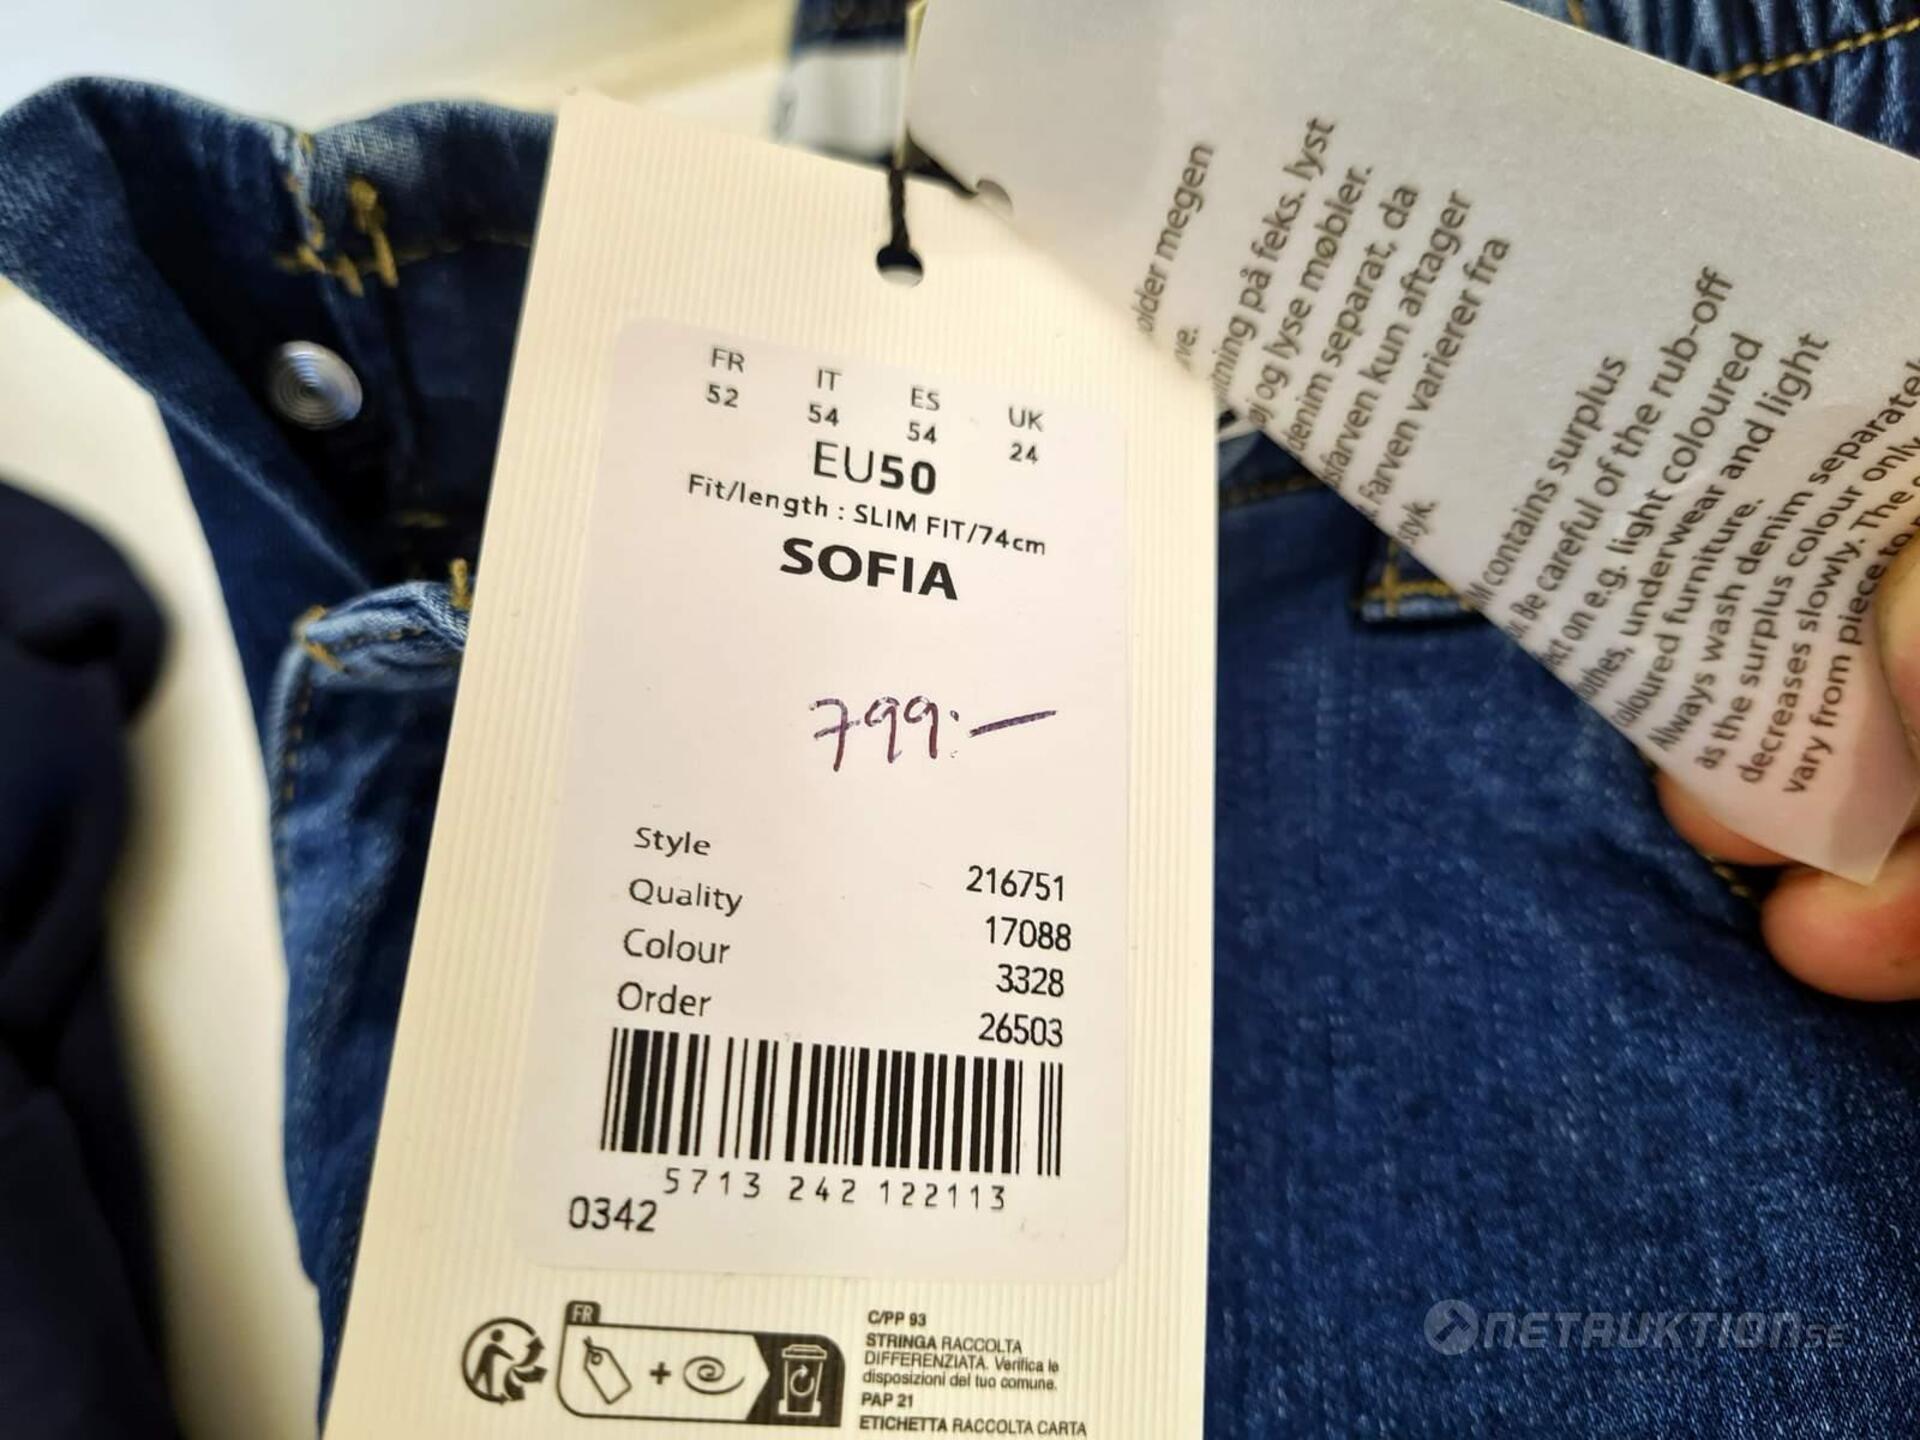 FR IT ES UK
52 54 54 24
EU50
Fit/length : SLIM FIT/74cm
SOFIA
799:-
Style 216751
Quality 17088
Colour 3328
Order 26503
5713 242 122113
0342
FR
+
C/PP 93
STRINGA RACCOLTA
DIFFERENZIATA. Verifica le
disposizioni del tuo comune.
PAP 21
ETICHETTA RACCOLTA CARTA
older megen
på feks. lyst
og lyse møbler.
denim separat, da
farven kun aftager
Farven varierer fra
styk.
contains surplus
Be careful of the rub-off
on e.g. light coloured
underwear and light
furniture.
Always wash denim separately
as the surplus colour only
decreases slowly. The
vary from piece to
NETAUKTION.SE